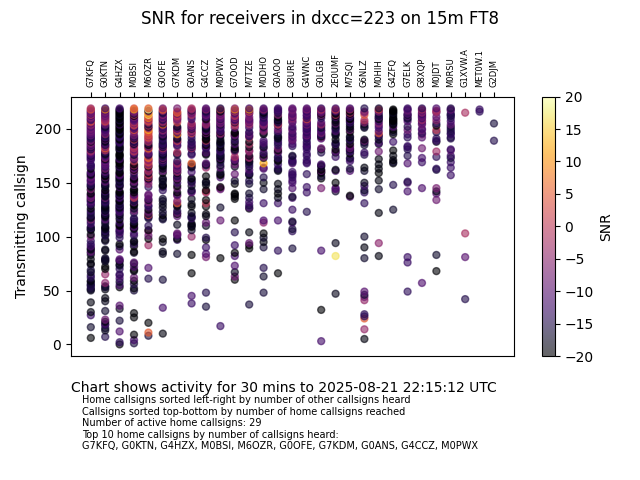 SNR for receivers in dxcc=223 on 15m FT8
G7KFQ G0KTN G4HZX M0BSI M6OZR G0OFE G7KDM G0ANS G4CCZ M0PWX G7OOD M7TZE M0DHO G0AOO G8URE G4WNC G0LGB 2E0UMF M7SQI G6NLZ M0HIH G4ZFQ G7ELK G8XQP M0JDT M0RSU G1XVW.A MET0W.1 G2DJM
Transmitting callsign
200
150
100
50
0
20
15
10
5
0
−5
−10
−15
−20
SNR
Chart shows activity for 30 mins to 2025-08-21 22:15:12 UTC
Home callsigns sorted left-right by number of other callsigns heard
Callsigns sorted top-bottom by number of home callsigns reached
Number of active home callsigns: 29
Top 10 home callsigns by number of callsigns heard:
G7KFQ, G0KTN, G4HZX, M0BSI, M6OZR, G0OFE, G7KDM, G0ANS, G4CCZ, M0PWX